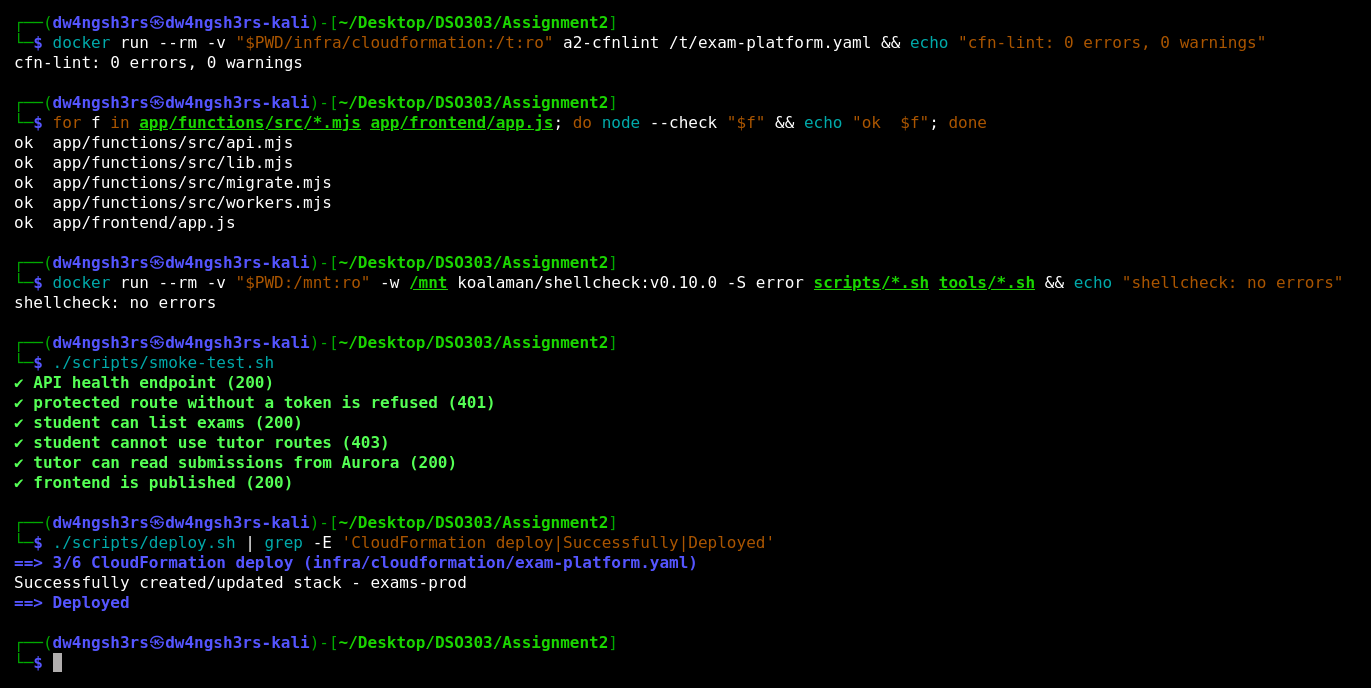 ┌──(dw4ngsh3rs㉿dw4ngsh3rs-kali)-[~/Desktop/DSO303/Assignment2]
└─$ docker run --rm -v "$PWD/infra/cloudformation:/t:ro" a2-cfnlint /t/exam-platform.yaml && echo "cfn-lint: 0 errors, 0 warnings"
cfn-lint: 0 errors, 0 warnings
┌──(dw4ngsh3rs㉿dw4ngsh3rs-kali)-[~/Desktop/DSO303/Assignment2]
└─$ for f in app/functions/src/*.mjs app/frontend/app.js; do node --check "$f" && echo "ok  $f"; done
ok  app/functions/src/api.mjs
ok  app/functions/src/lib.mjs
ok  app/functions/src/migrate.mjs
ok  app/functions/src/workers.mjs
ok  app/frontend/app.js
┌──(dw4ngsh3rs㉿dw4ngsh3rs-kali)-[~/Desktop/DSO303/Assignment2]
└─$ docker run --rm -v "$PWD:/mnt:ro" -w /mnt koalaman/shellcheck:v0.10.0 -S error scripts/*.sh tools/*.sh && echo "shellcheck: no errors"
shellcheck: no errors
┌──(dw4ngsh3rs㉿dw4ngsh3rs-kali)-[~/Desktop/DSO303/Assignment2]
└─$ ./scripts/smoke-test.sh
✔ API health endpoint (200)
✔ protected route without a token is refused (401)
✔ student can list exams (200)
✔ student cannot use tutor routes (403)
✔ tutor can read submissions from Aurora (200)
✔ frontend is published (200)
┌──(dw4ngsh3rs㉿dw4ngsh3rs-kali)-[~/Desktop/DSO303/Assignment2]
└─$ ./scripts/deploy.sh | grep -E 'CloudFormation deploy|Successfully|Deployed'
==> 3/6 CloudFormation deploy (infra/cloudformation/exam-platform.yaml)
Successfully created/updated stack - exams-prod
==> Deployed
┌──(dw4ngsh3rs㉿dw4ngsh3rs-kali)-[~/Desktop/DSO303/Assignment2]
└─$